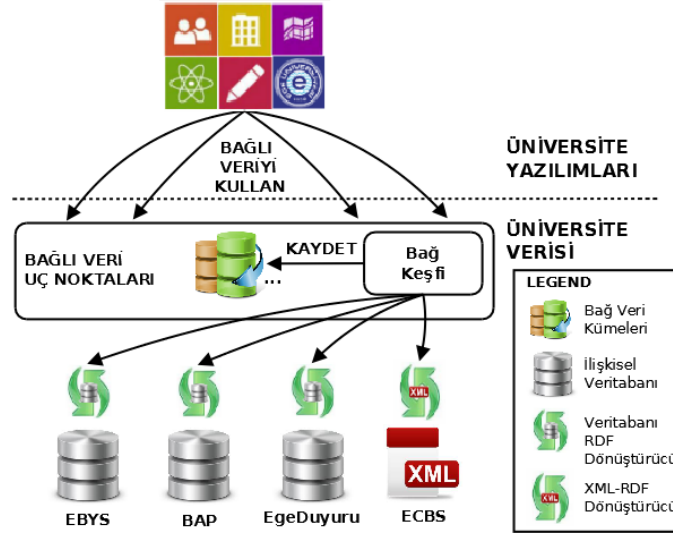 BAĞLI
VERİYİ
KULLAN
ÜNİVERSİTE
YAZILIMLARI
ÜNİVERSİTE
VERİSİ
BAĞLI VERİ
UÇ NOKTALARI
KAYDET
...
Bağ
Keşfi
LEGEND
Bağ Veri
Kümeleri
İlişkisel
Veritabanı
Veritabanı
RDF
Dönüştürücü
XML
XML-RDF
Dönüştürücü
XML
XML
EBYS
BAP
EgeDuyuru
ECBS